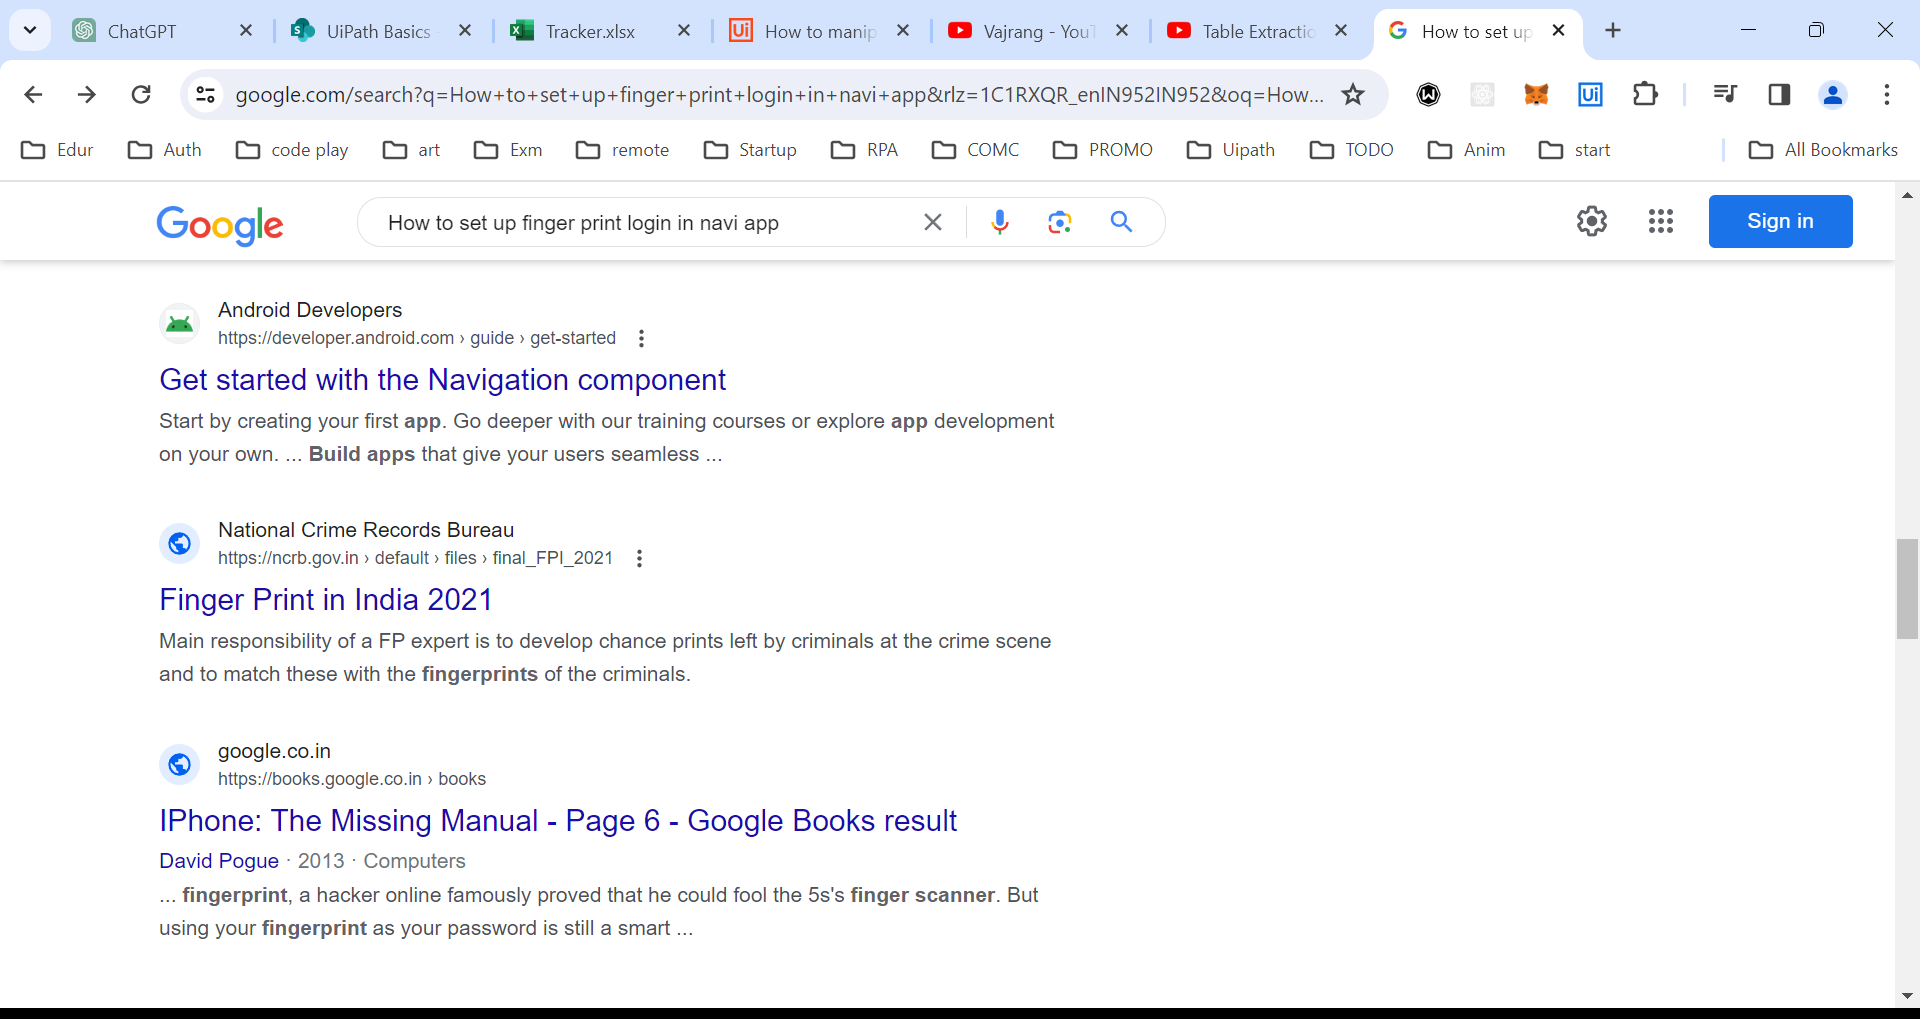 ChatGPT
UiPath Basics
Tracker.xlsx
How to manip
Vajrang - YouT
Table Extractio
How to set up
google.com/search?q=How+to+set+up+finger+print+login+in+navi+app&rlz=1C1RXQR_enIN952IN952&oq=How...
Edur
Auth
code play
art
Exm
remote
Startup
RPA
COMC
PROMO
Uipath
TODO
Anim
start
All Bookmarks
Google
How to set up finger print login in navi app
Sign in
Android Developers
https://developer.android.com › guide › get-started
Get started with the Navigation component
Start by creating your first app. Go deeper with our training courses or explore app development
on your own. ... Build apps that give your users seamless ...
National Crime Records Bureau
https://ncrb.gov.in › default › files › final_FPI_2021
Finger Print in India 2021
Main responsibility of a FP expert is to develop chance prints left by criminals at the crime scene
and to match these with the fingerprints of the criminals.
google.co.in
https://books.google.co.in › books
IPhone: The Missing Manual - Page 6 - Google Books result
David Pogue · 2013 · Computers
... fingerprint, a hacker online famously proved that he could fool the 5s's finger scanner. But
using your fingerprint as your password is still a smart ...